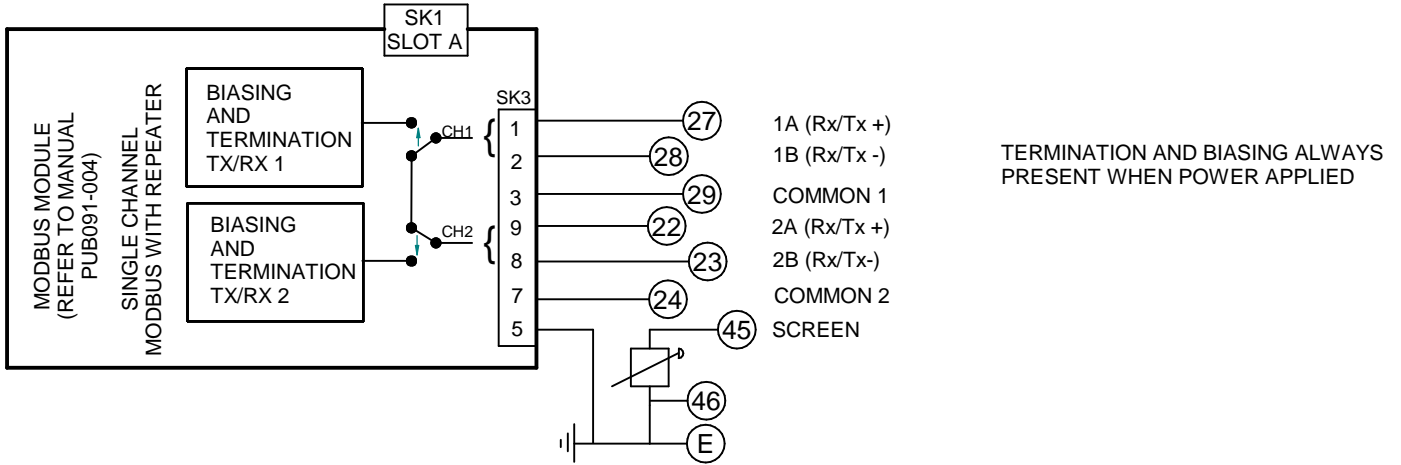 SK1
SLOT A
MODBUS MODULE
(REFER TO MANUAL
PUB091-004)
SINGLE CHANNEL
MODBUS WITH REPEATER
BIASING
AND
TERMINATION
TX/RX 1
BIASING
AND
TERMINATION
TX/RX 2
CH1
CH2
SK3
1
2
3
9
8
7
5
27
28
29
22
23
24
45
46
E
1A (Rx/Tx +)
1B (Rx/Tx -)
COMMON 1
2A (Rx/Tx +)
2B (Rx/Tx-)
COMMON 2
SCREEN
TERMINATION AND BIASING ALWAYS
PRESENT WHEN POWER APPLIED